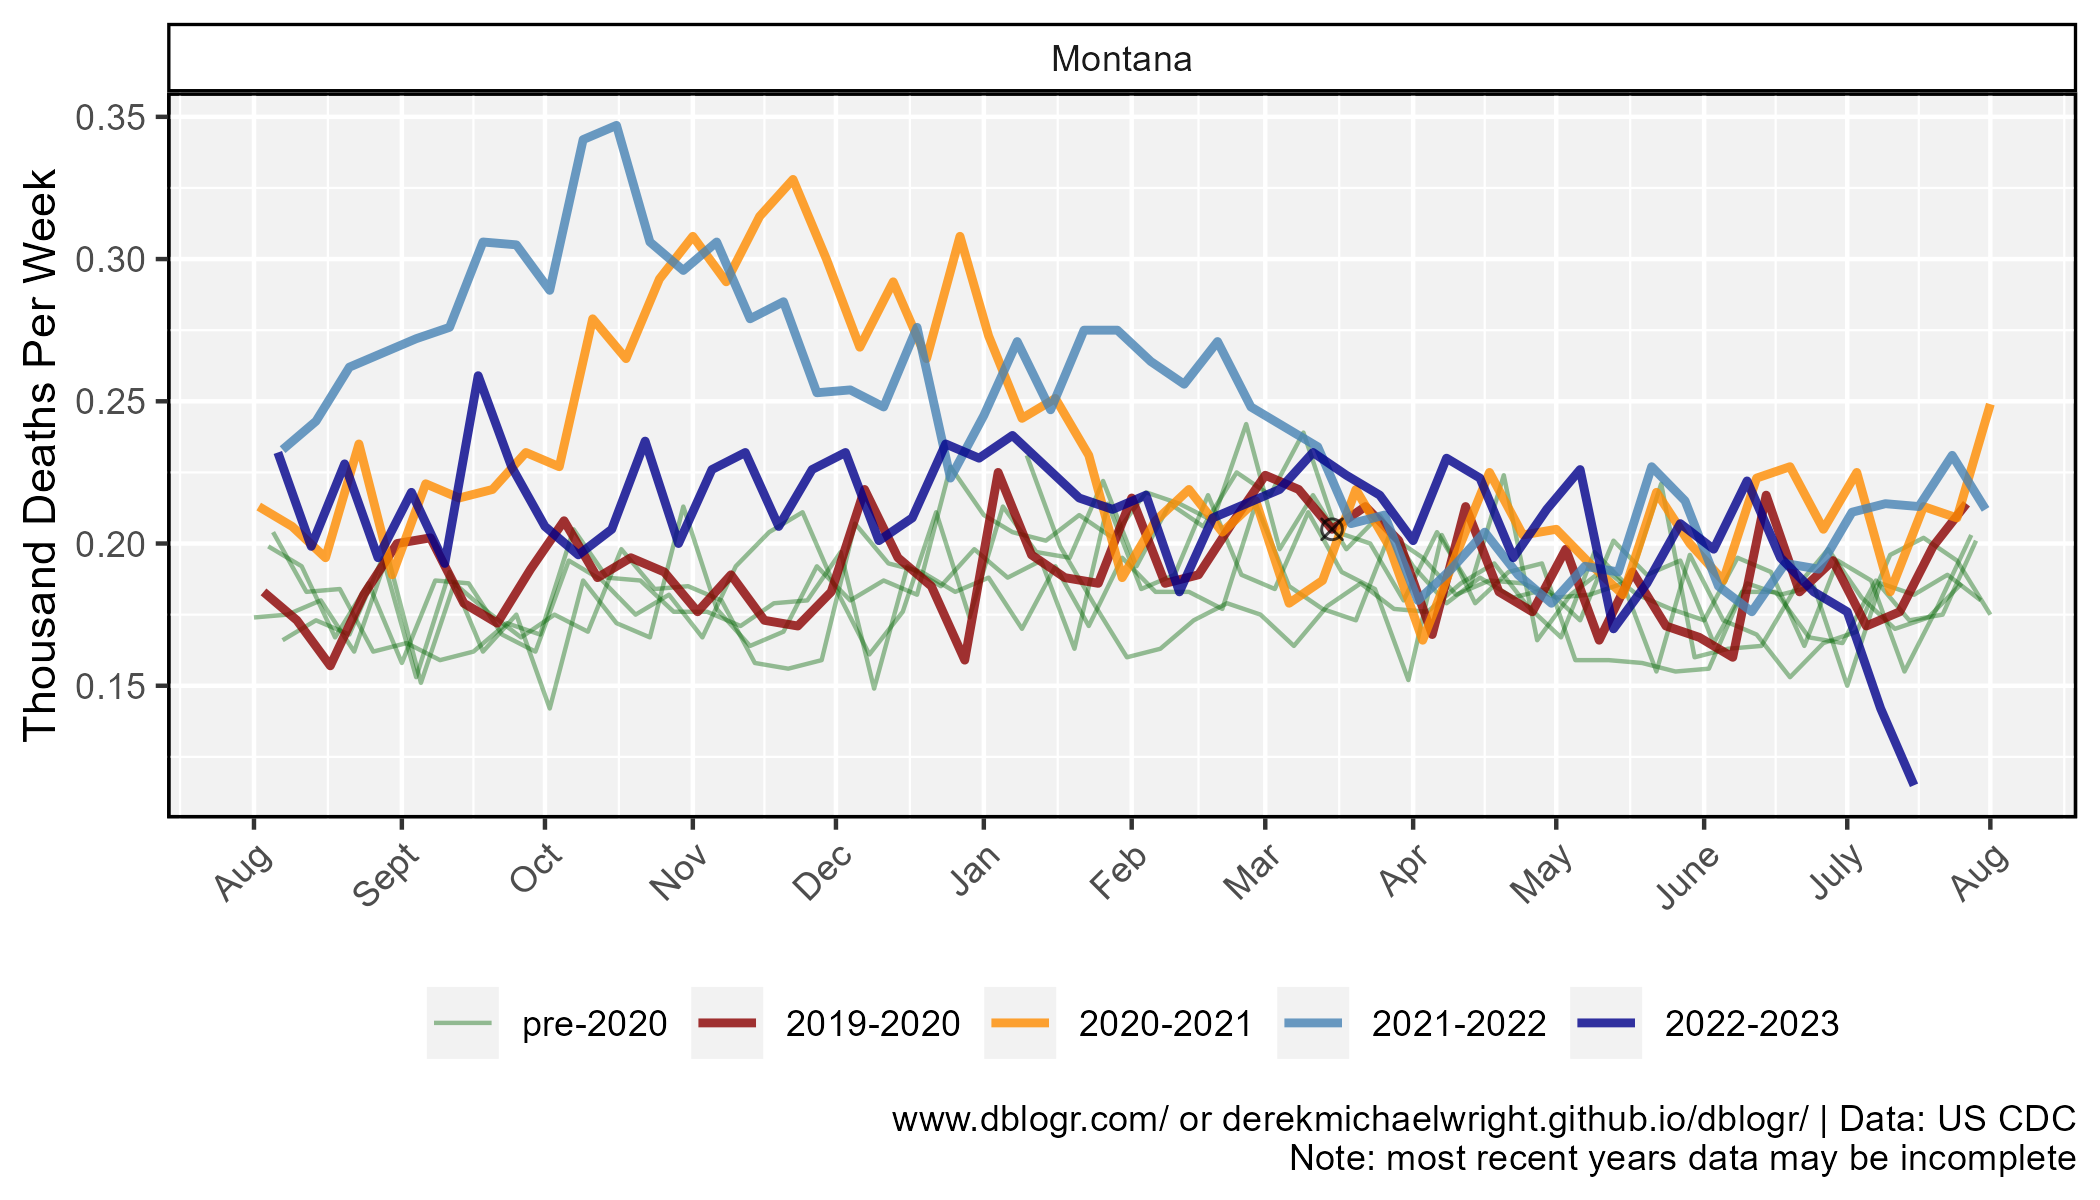 Montana
Thousand Deaths Per Week
0.35
0.30
0.25
0.20
0.15
Aug
Sept
Oct
Nov
Dec
Jan
Feb
Mar
Apr
May
June
July
Aug
pre-2020
2019-2020
2020-2021
2021-2022
2022-2023
www.dblogr.com/ or derekmichaelwright.github.io/dblogr/ | Data: US CDC
Note: most recent years data may be incomplete